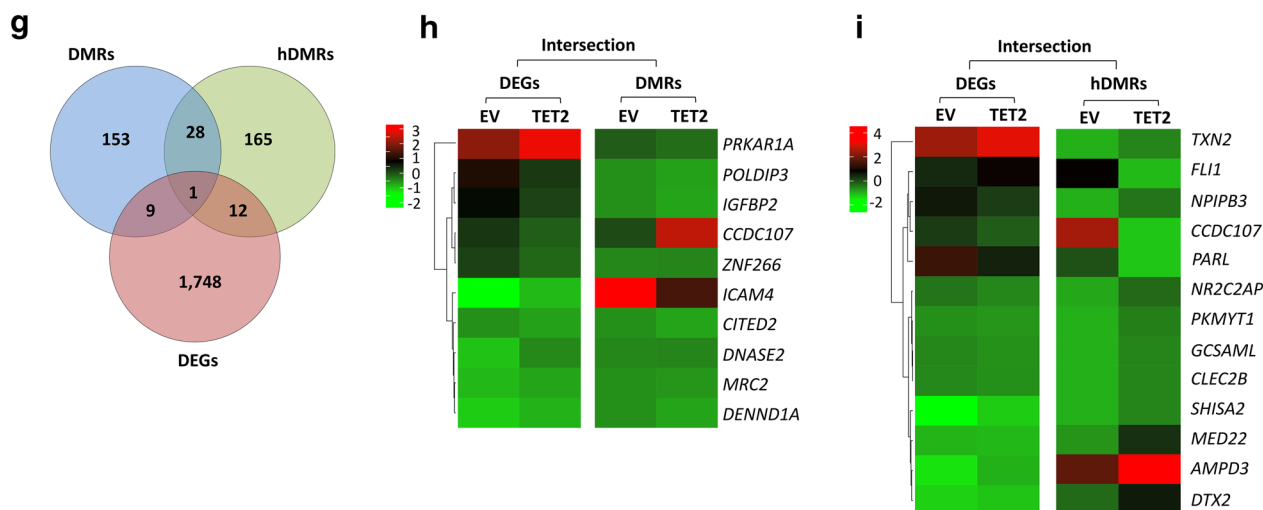 g
DMRs
hDMRs
153
28
165
1
9
12
1,748
DEGs
h
Intersection
DEGs
DMRs
EV
TET2
EV
TET2
3
2
1
0
-1
-2
PRKAR1A
POLDIP3
IGFBP2
CCDC107
ZNF266
ICAM4
CITED2
DNASE2
MRC2
DENND1A
i
Intersection
DEGs
hDMRs
EV
TET2
EV
TET2
4
2
0
-2
TXN2
FLI1
NPIPB3
CCDC107
PARL
NR2C2AP
PKMYT1
GCSAML
CLEC2B
SHISA2
MED22
AMPD3
DTX2